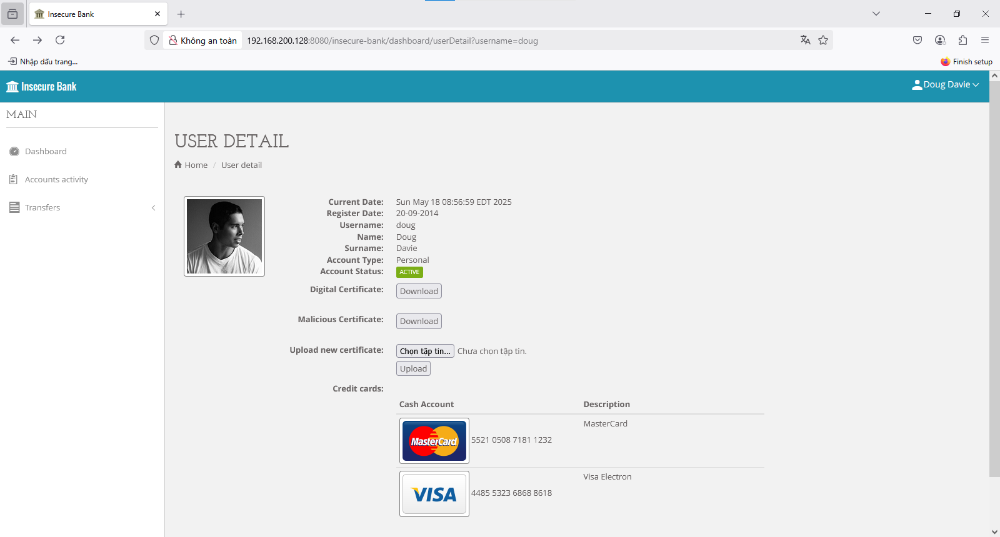 Insecure Bank
Không an toàn
192.168.200.128:8080/insecure-bank/dashboard/userDetail?username=doug
Nhập dấu trang...
Finish setup
Insecure Bank
Doug Davie
MAIN
Dashboard
Accounts activity
Transfers
USER DETAIL
Home / User detail
Current Date: Sun May 18 08:56:59 EDT 2025
Register Date: 20-09-2014
Username: doug
Name: Doug
Surname: Davie
Account Type: Personal
Account Status: ACTIVE
Digital Certificate: Download
Malicious Certificate: Download
Upload new certificate: Chọn tập tin... Chưa chọn tập tin.
Upload
Credit cards:
Cash Account Description
MasterCard 5521 0508 7181 1232 MasterCard
VISA 4485 5323 6868 8618 Visa Electron